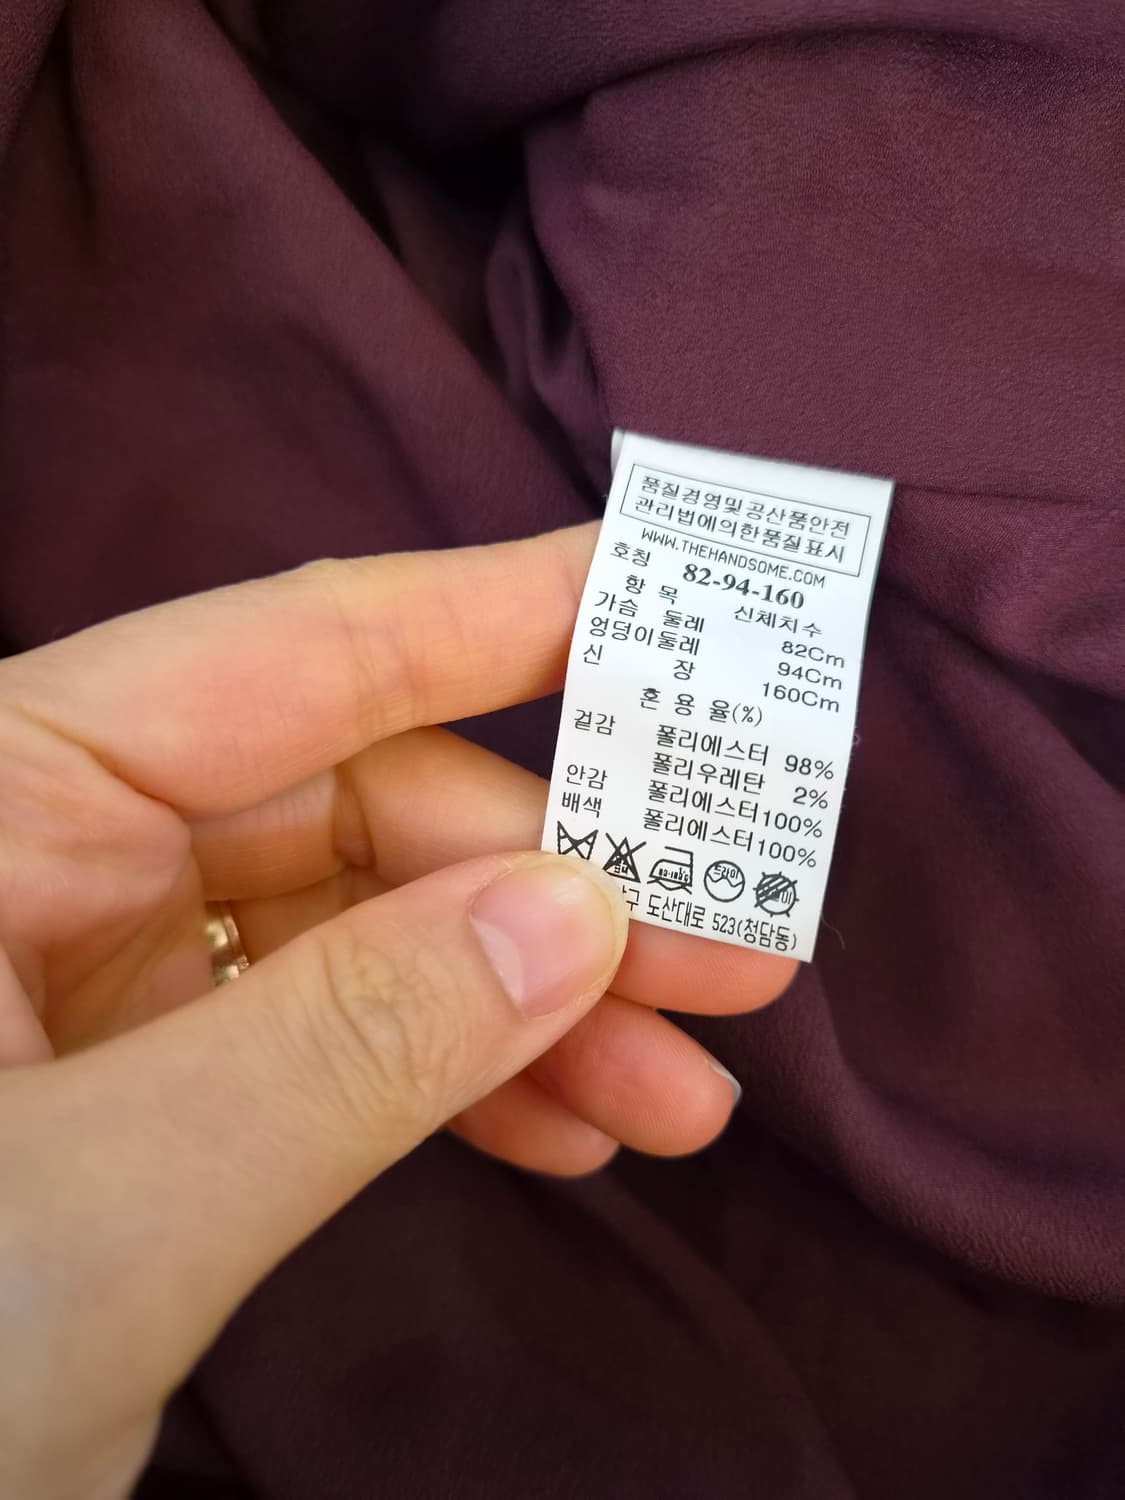 품질경영및공산품안전
관리법에의한품질표시
WWW.THEHANDSOME.COM
호칭 82-94-160
항 목 신체치수
가슴 둘레 82Cm
엉덩이둘레 94Cm
신 장 160Cm
혼 용 율(%)
겉감 폴리에스터 98%
폴리우레탄 2%
안감 폴리에스터100%
배색 폴리에스터100%
드라이
도산대로 523(청담동)